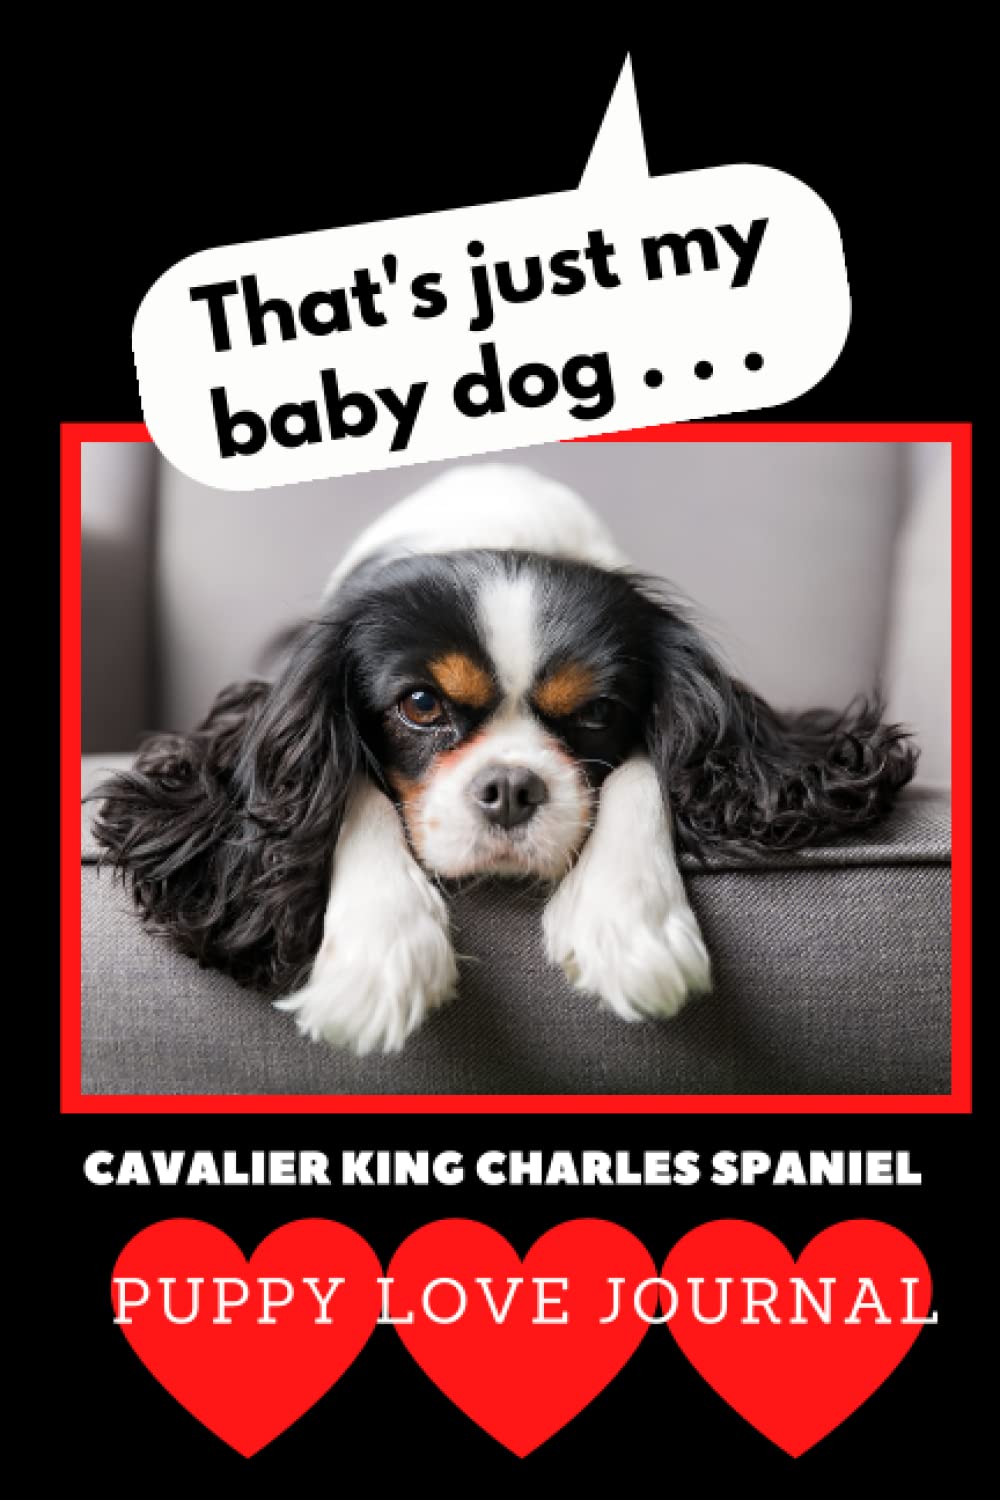 That's just my
baby dog . . .
CAVALIER KING CHARLES SPANIEL
PUPPY LOVE JOURNAL